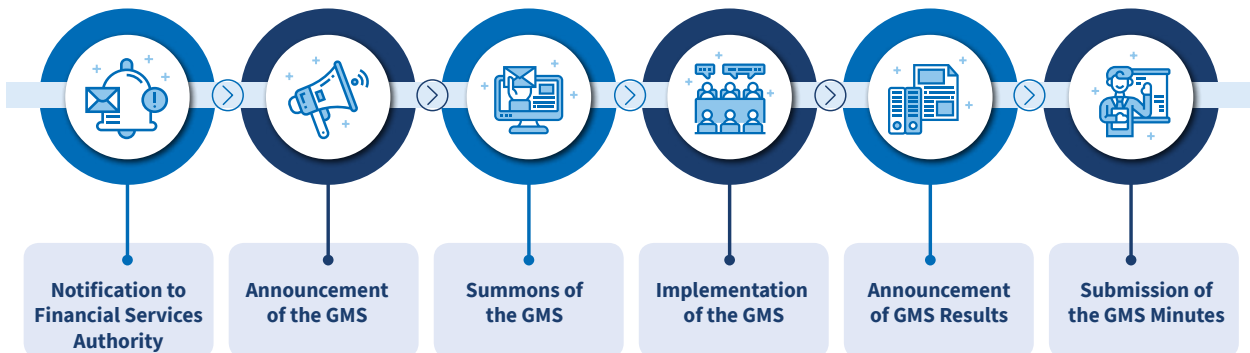 Notification to
Financial Services
Authority
Announcement
of the GMS
Summons of
the GMS
Implementation
of the GMS
Announcement
of GMS Results
Submission of
the GMS Minutes